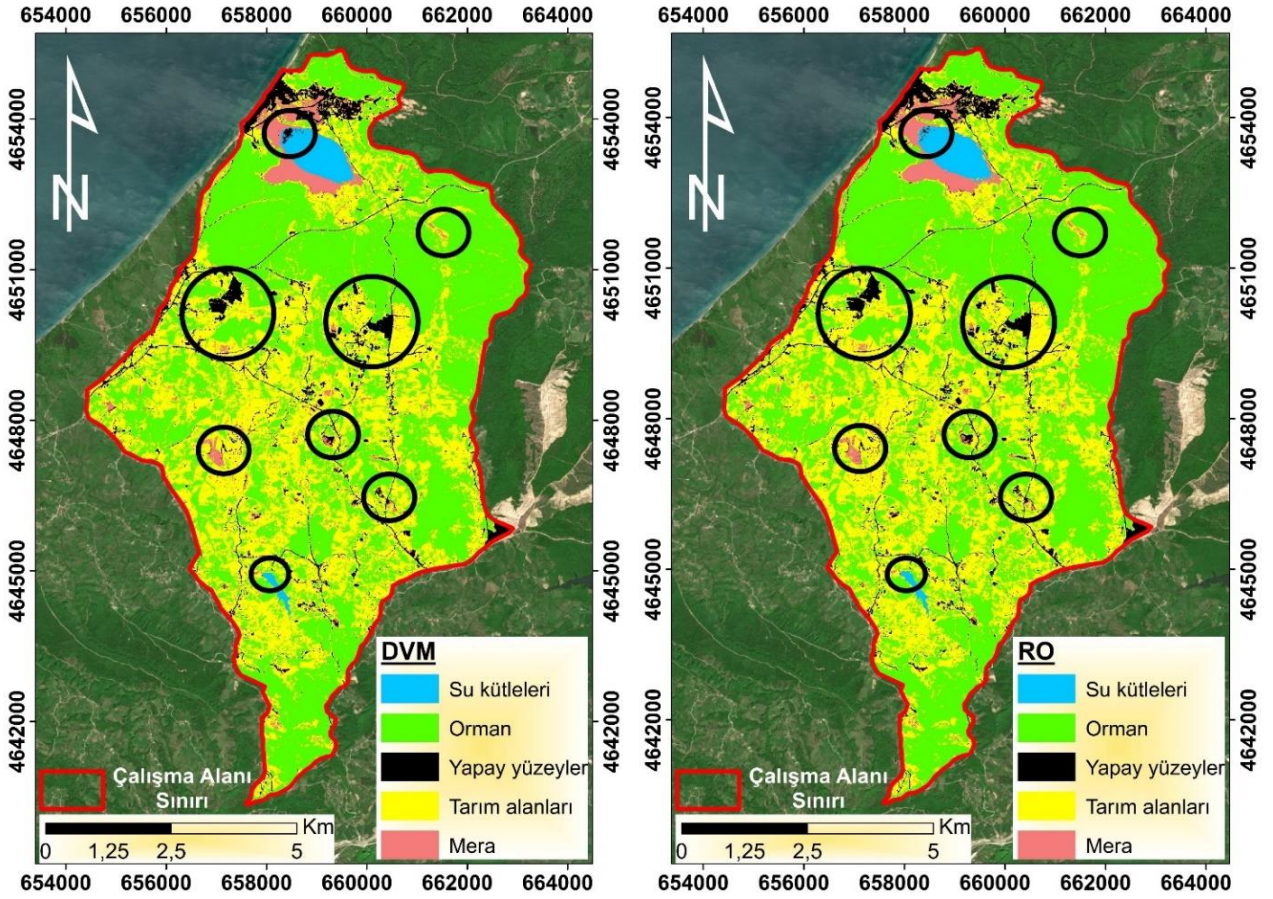 654000 656000 658000 660000 662000 664000
4654000
4651000
4648000
4645000
4642000
N
DVM
Su kütleleri
Orman
Yapay yüzeyler
Tarım alanları
Mera
Çalışma Alanı
Sınırı
Km
0 1,25 2,5 5
4654000
4651000
4648000
4645000
4642000
654000 656000 658000 660000 662000 664000
654000 656000 658000 660000 662000 664000
4654000
4651000
4648000
4645000
4642000
N
RO
Su kütleleri
Orman
Yapay yüzeyler
Tarım alanları
Mera
Çalışma Alanı
Sınırı
Km
0 1,25 2,5 5
4654000
4651000
4648000
4645000
4642000
654000 656000 658000 660000 662000 664000